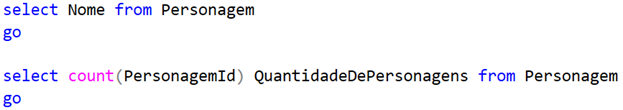 select Nome from Personagem
go
select count(PersonagemId) QuantidadeDePersonagens from Personagem
go